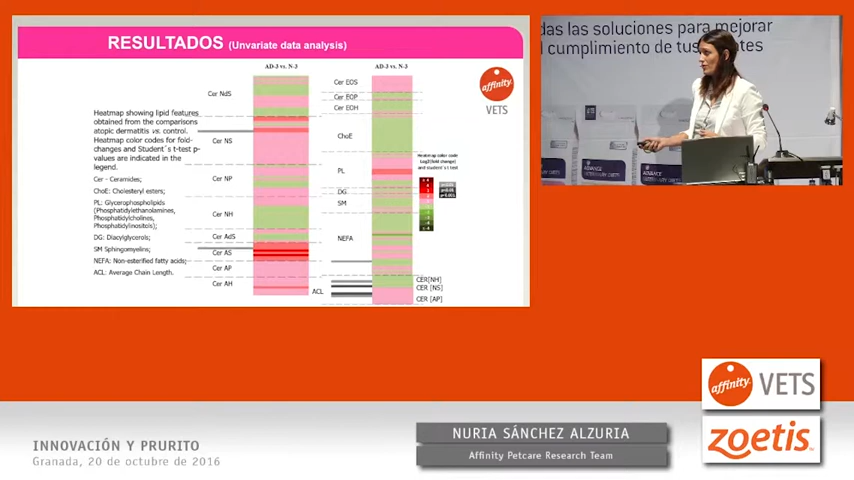 RESULTADOS (Unvariate data analysis)
affinity
VETS
AD-3 vs. N-3
AD-3 vs. N-3
Heatmap showing lipid features
obtained from the comparisons
atopic dermatitis vs. control.
Heatmap color codes for fold-
changes and Student´s t-test p-
values are indicated in the
legend.
Cer - Ceramides;
ChoE: Cholesteryl esters;
PL: Glycerophospholipids
(Phosphatidylethanolamines,
Phosphatidylcholines,
Phosphatidylinositols);
DG: Diacylglycerols;
SM Sphingomyelins;
NEFA: Non-esterified fatty acids;
ACL: Average Chain Length.
Cer NdS
Cer NS
Cer NP
Cer NH
Cer AdS
Cer AS
Cer AP
Cer AH
Cer EOS
Cer EOP
Cer EOH
ChoE
PL
DG
SM
NEFA
ACL
CER[NH]
CER [NS]
CER [AP]
Heatmap color code
Log2(fold change)
and student´s t-test
das las soluciones para mejorar
l cumplimiento de tus
ntes
affinity
VETS
zoetis
NURIA SÁNCHEZ ALZURIA
Affinity Petcare Research Team
INNOVACIÓN Y PRURITO
Granada, 20 de octubre de 2016